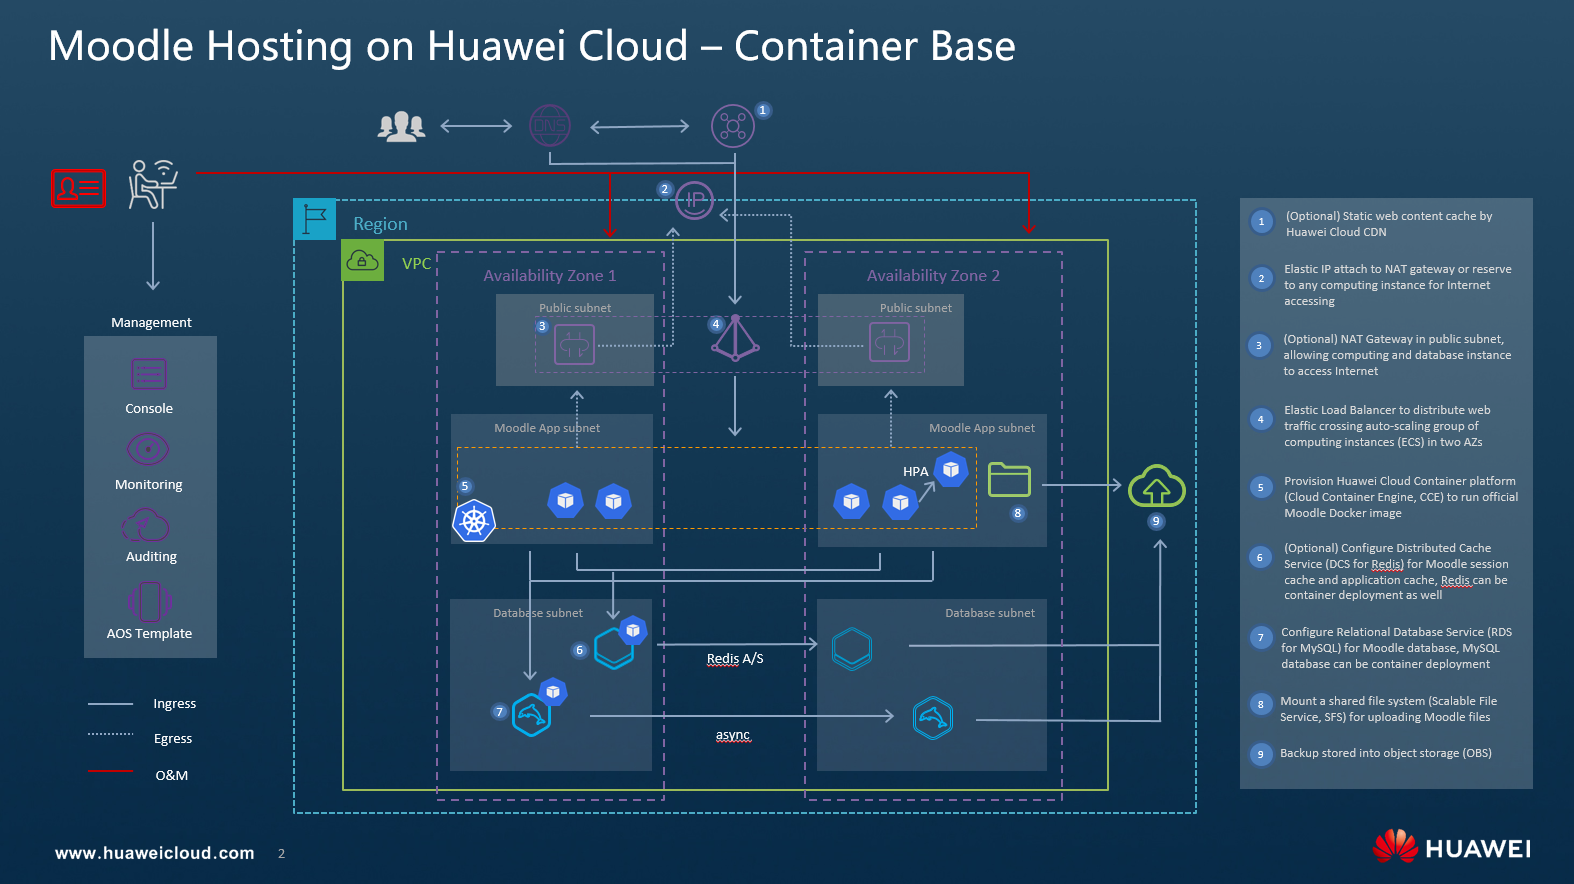 Moodle Hosting on Huawei Cloud – Container Base
DNS
1
2
IP
Region
VPC
Availability Zone 1
Availability Zone 2
Public subnet
Public subnet
3
4
Moodle App subnet
Moodle App subnet
HPA
5
8
9
Database subnet
Database subnet
6
Redis A/S
7
async
Management
Console
Monitoring
Auditing
AOS Template
Ingress
Egress
O&M
1
(Optional) Static web content cache by
Huawei Cloud CDN
2
Elastic IP attach to NAT gateway or reserve
to any computing instance for Internet
accessing
3
(Optional) NAT Gateway in public subnet,
allowing computing and database instance
to access Internet
4
Elastic Load Balancer to distribute web
traffic crossing auto-scaling group of
computing instances (ECS) in two AZs
5
Provision Huawei Cloud Container platform
(Cloud Container Engine, CCE) to run official
Moodle Docker image
6
(Optional) Configure Distributed Cache
Service (DCS for Redis) for Moodle session
cache and application cache, Redis can be
container deployment as well
7
Configure Relational Database Service (RDS
for MySQL) for Moodle database, MySQL
database can be container deployment
8
Mount a shared file system (Scalable File
Service, SFS) for uploading Moodle files
9
Backup stored into object storage (OBS)
www.huaweicloud.com
2
HUAWEI